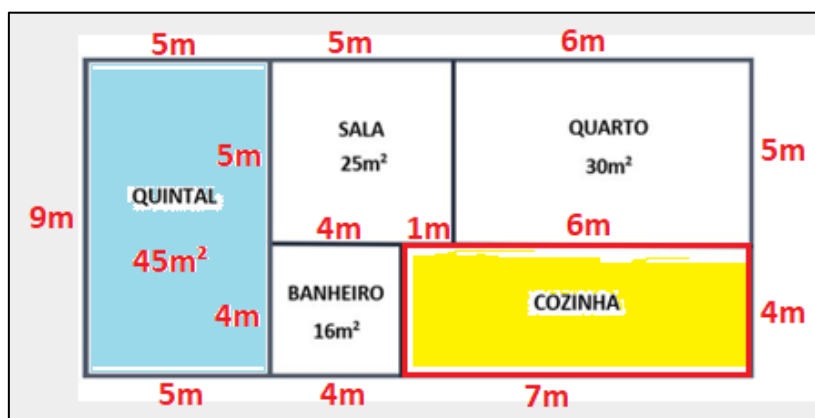 5m 5m 6m
SALA
25m²
QUARTO
30m²
5m
5m
QUINTAL
9m
45m²
4m 1m 6m
BANHEIRO
16m²
COZINHA
4m
4m
5m 4m 7m